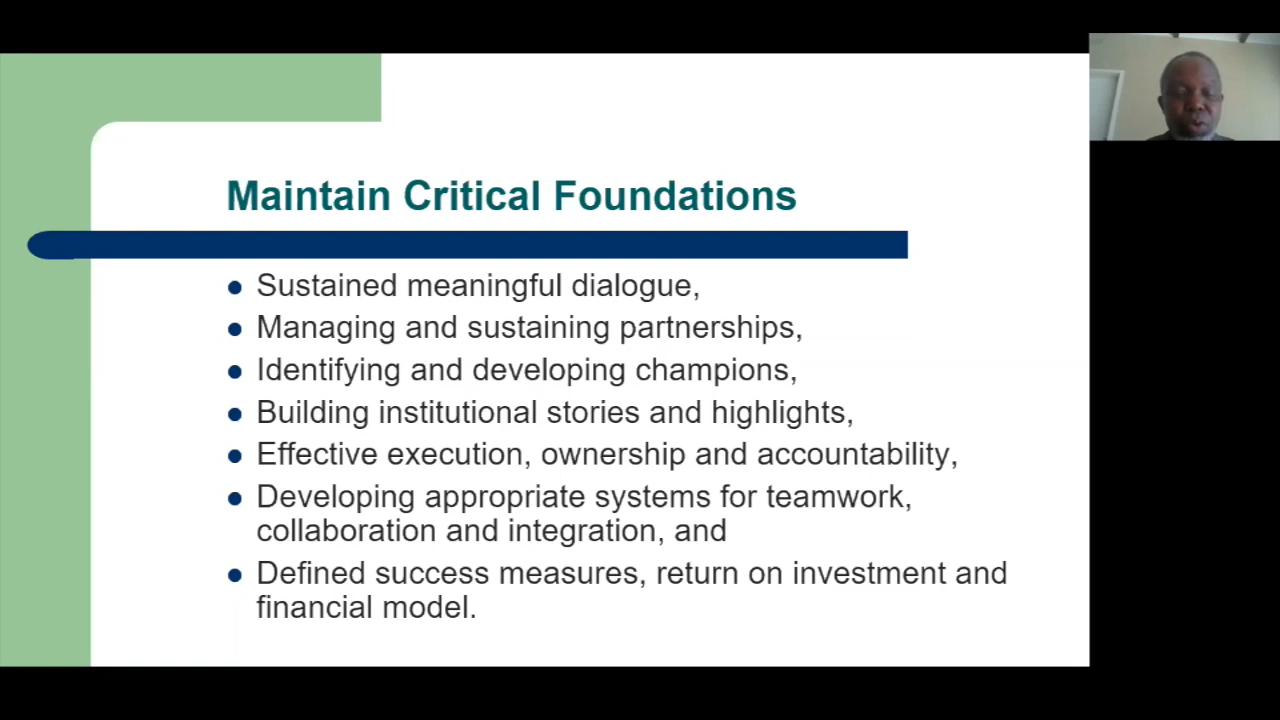 Maintain Critical Foundations
Sustained meaningful dialogue,
Managing and sustaining partnerships,
Identifying and developing champions,
Building institutional stories and highlights,
Effective execution, ownership and accountability,
Developing appropriate systems for teamwork,
collaboration and integration, and
Defined success measures, return on investment and
financial model.